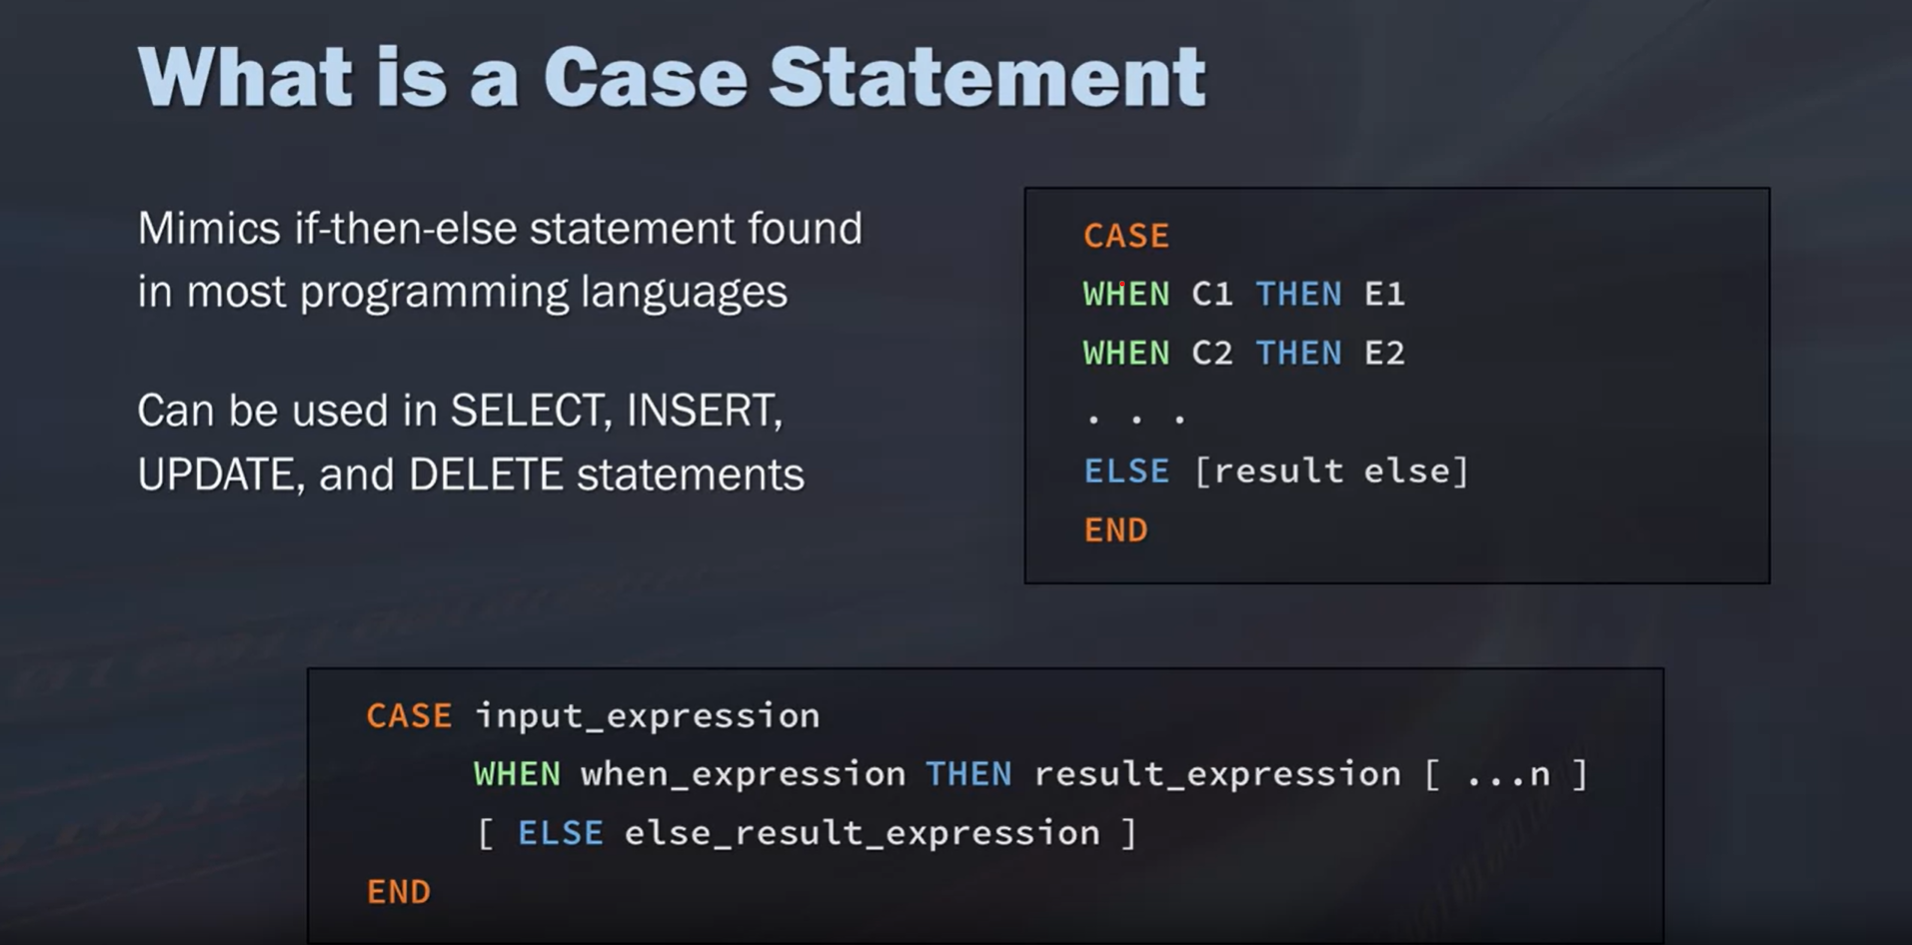 What is a Case Statement
Mimics if-then-else statement found
in most programming languages
Can be used in SELECT, INSERT,
UPDATE, and DELETE statements
CASE
WHEN C1 THEN E1
WHEN C2 THEN E2
. . .
ELSE [result else]
END
CASE input_expression
WHEN when_expression THEN result_expression [ ...n ]
[ ELSE else_result_expression ]
END